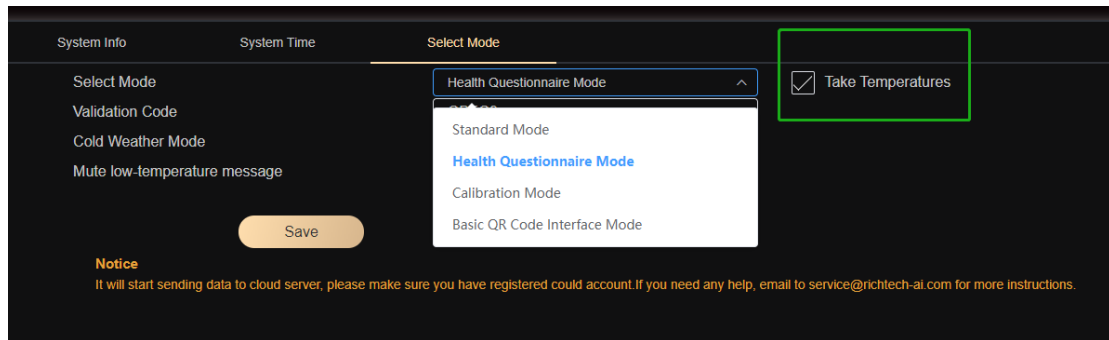 System Info System Time Select Mode
Select Mode Health Questionnaire Mode Take Temperatures
Validation Code
Standard Mode
Cold Weather Mode
Health Questionnaire Mode
Mute low-temperature message
Calibration Mode
Basic QR Code Interface Mode
Save
Notice
It will start sending data to cloud server, please make sure you have registered could account.If you need any help, email to service@richtech-ai.com for more instructions.